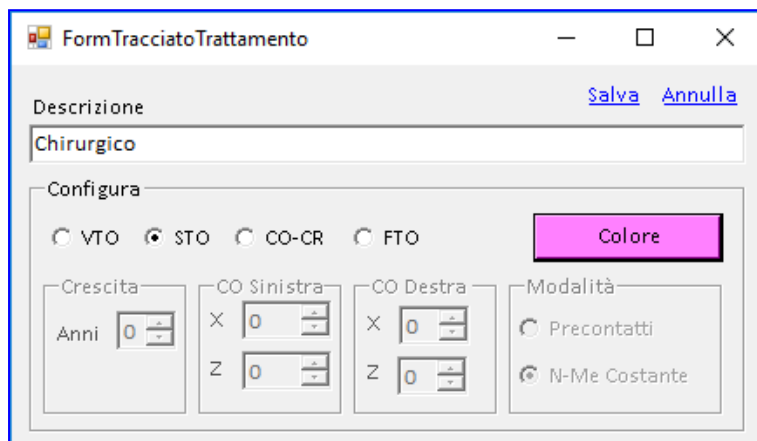 FormTracciatoTrattamento
Salva Annulla
Descrizione
Chirurgico
Configura
VTO STO CO-CR FTO Colore
Crescita CO Sinistra CO Destra Modalità
Anni 0 X 0 X 0 Precontatti
Z 0 Z 0 N-Me Costante